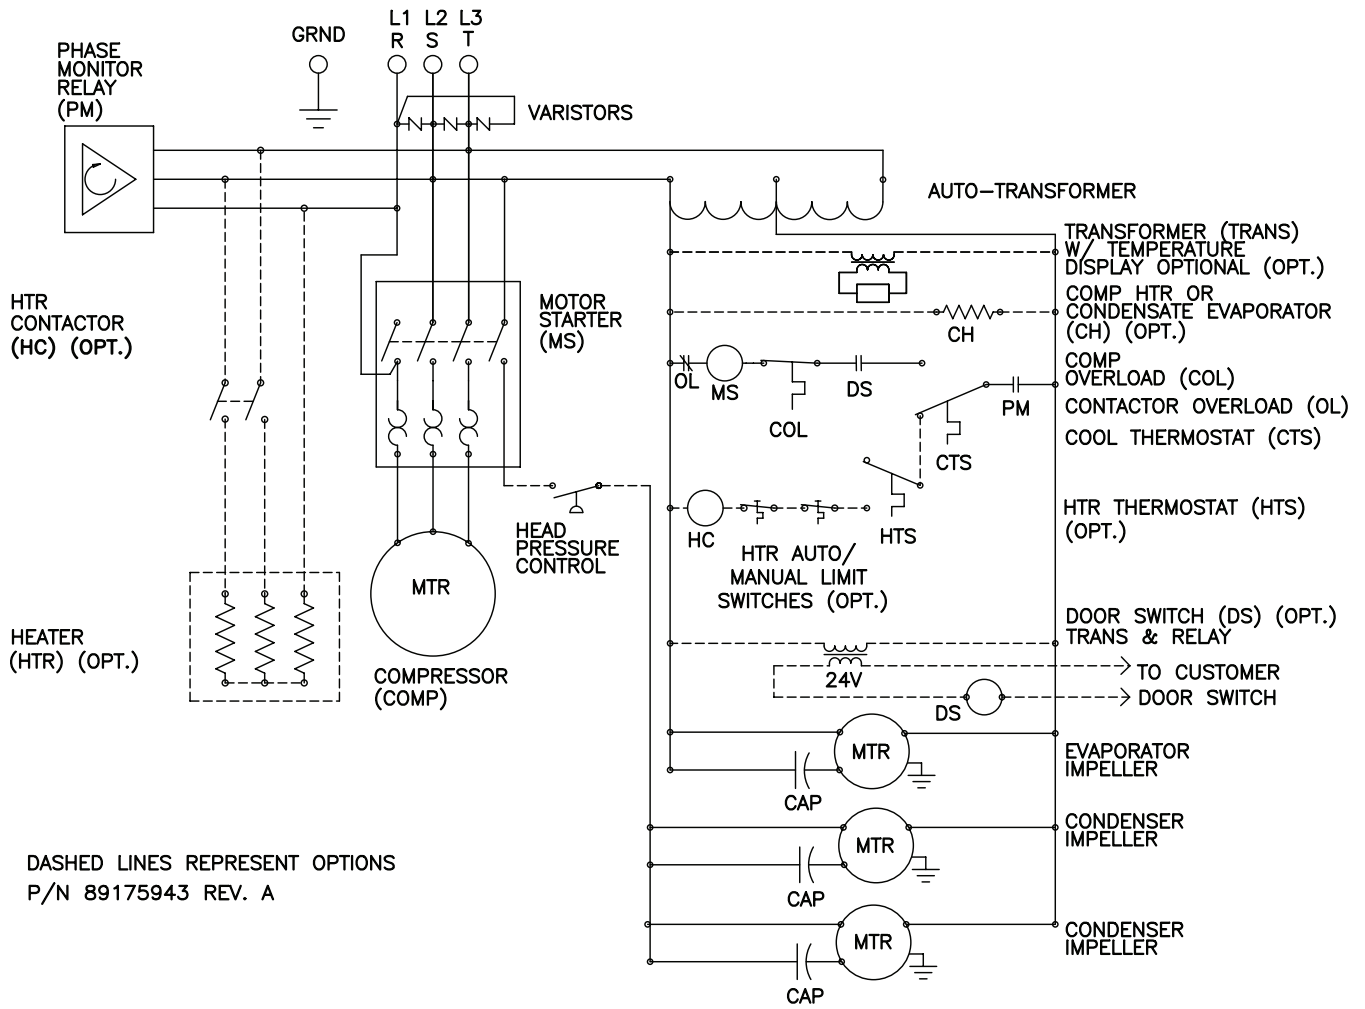 GRND
L1 L2 L3
R S T
PHASE
MONITOR
RELAY
(PM)
VARISTORS
AUTO-TRANSFORMER
TRANSFORMER (TRANS)
W/ TEMPERATURE
DISPLAY OPTIONAL (OPT.)
HTR
CONTACTOR
(HC) (OPT.)
MOTOR
STARTER
(MS)
COMP HTR OR
CONDENSATE EVAPORATOR
(CH) (OPT.)
CH
COMP
OVERLOAD (COL)
OL
MS
DS
COL
PM
CONTACTOR OVERLOAD (OL)
COOL THERMOSTAT (CTS)
CTS
HTR THERMOSTAT (HTS)
(OPT.)
HC
HTS
HEAD
PRESSURE
CONTROL
HTR AUTO/
MANUAL LIMIT
SWITCHES (OPT.)
MTR
COMPRESSOR
(COMP)
HEATER
(HTR) (OPT.)
DOOR SWITCH (DS) (OPT.)
TRANS & RELAY
24V
TO CUSTOMER
DOOR SWITCH
DS
MTR
CAP
EVAPORATOR
IMPELLER
MTR
CAP
CONDENSER
IMPELLER
MTR
CAP
CONDENSER
IMPELLER
DASHED LINES REPRESENT OPTIONS
P/N 89175943 REV. A